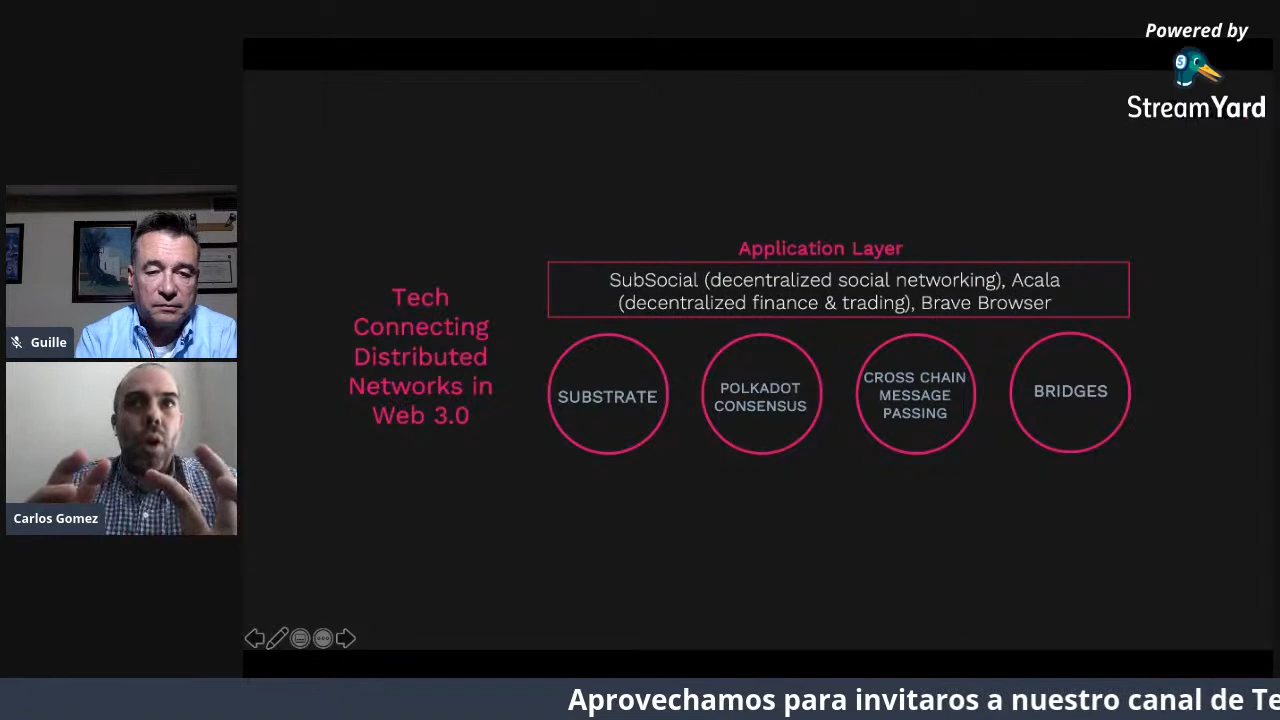 Powered by
StreamYard
Guille
Carlos Gomez
Tech
Connecting
Distributed
Networks in
Web 3.0
Application Layer
SubSocial (decentralized social networking), Acala
(decentralized finance & trading), Brave Browser
SUBSTRATE
POLKADOT
CONSENSUS
CROSS CHAIN
MESSAGE
PASSING
BRIDGES
Aprovechamos para invitaros a nuestro canal de Te